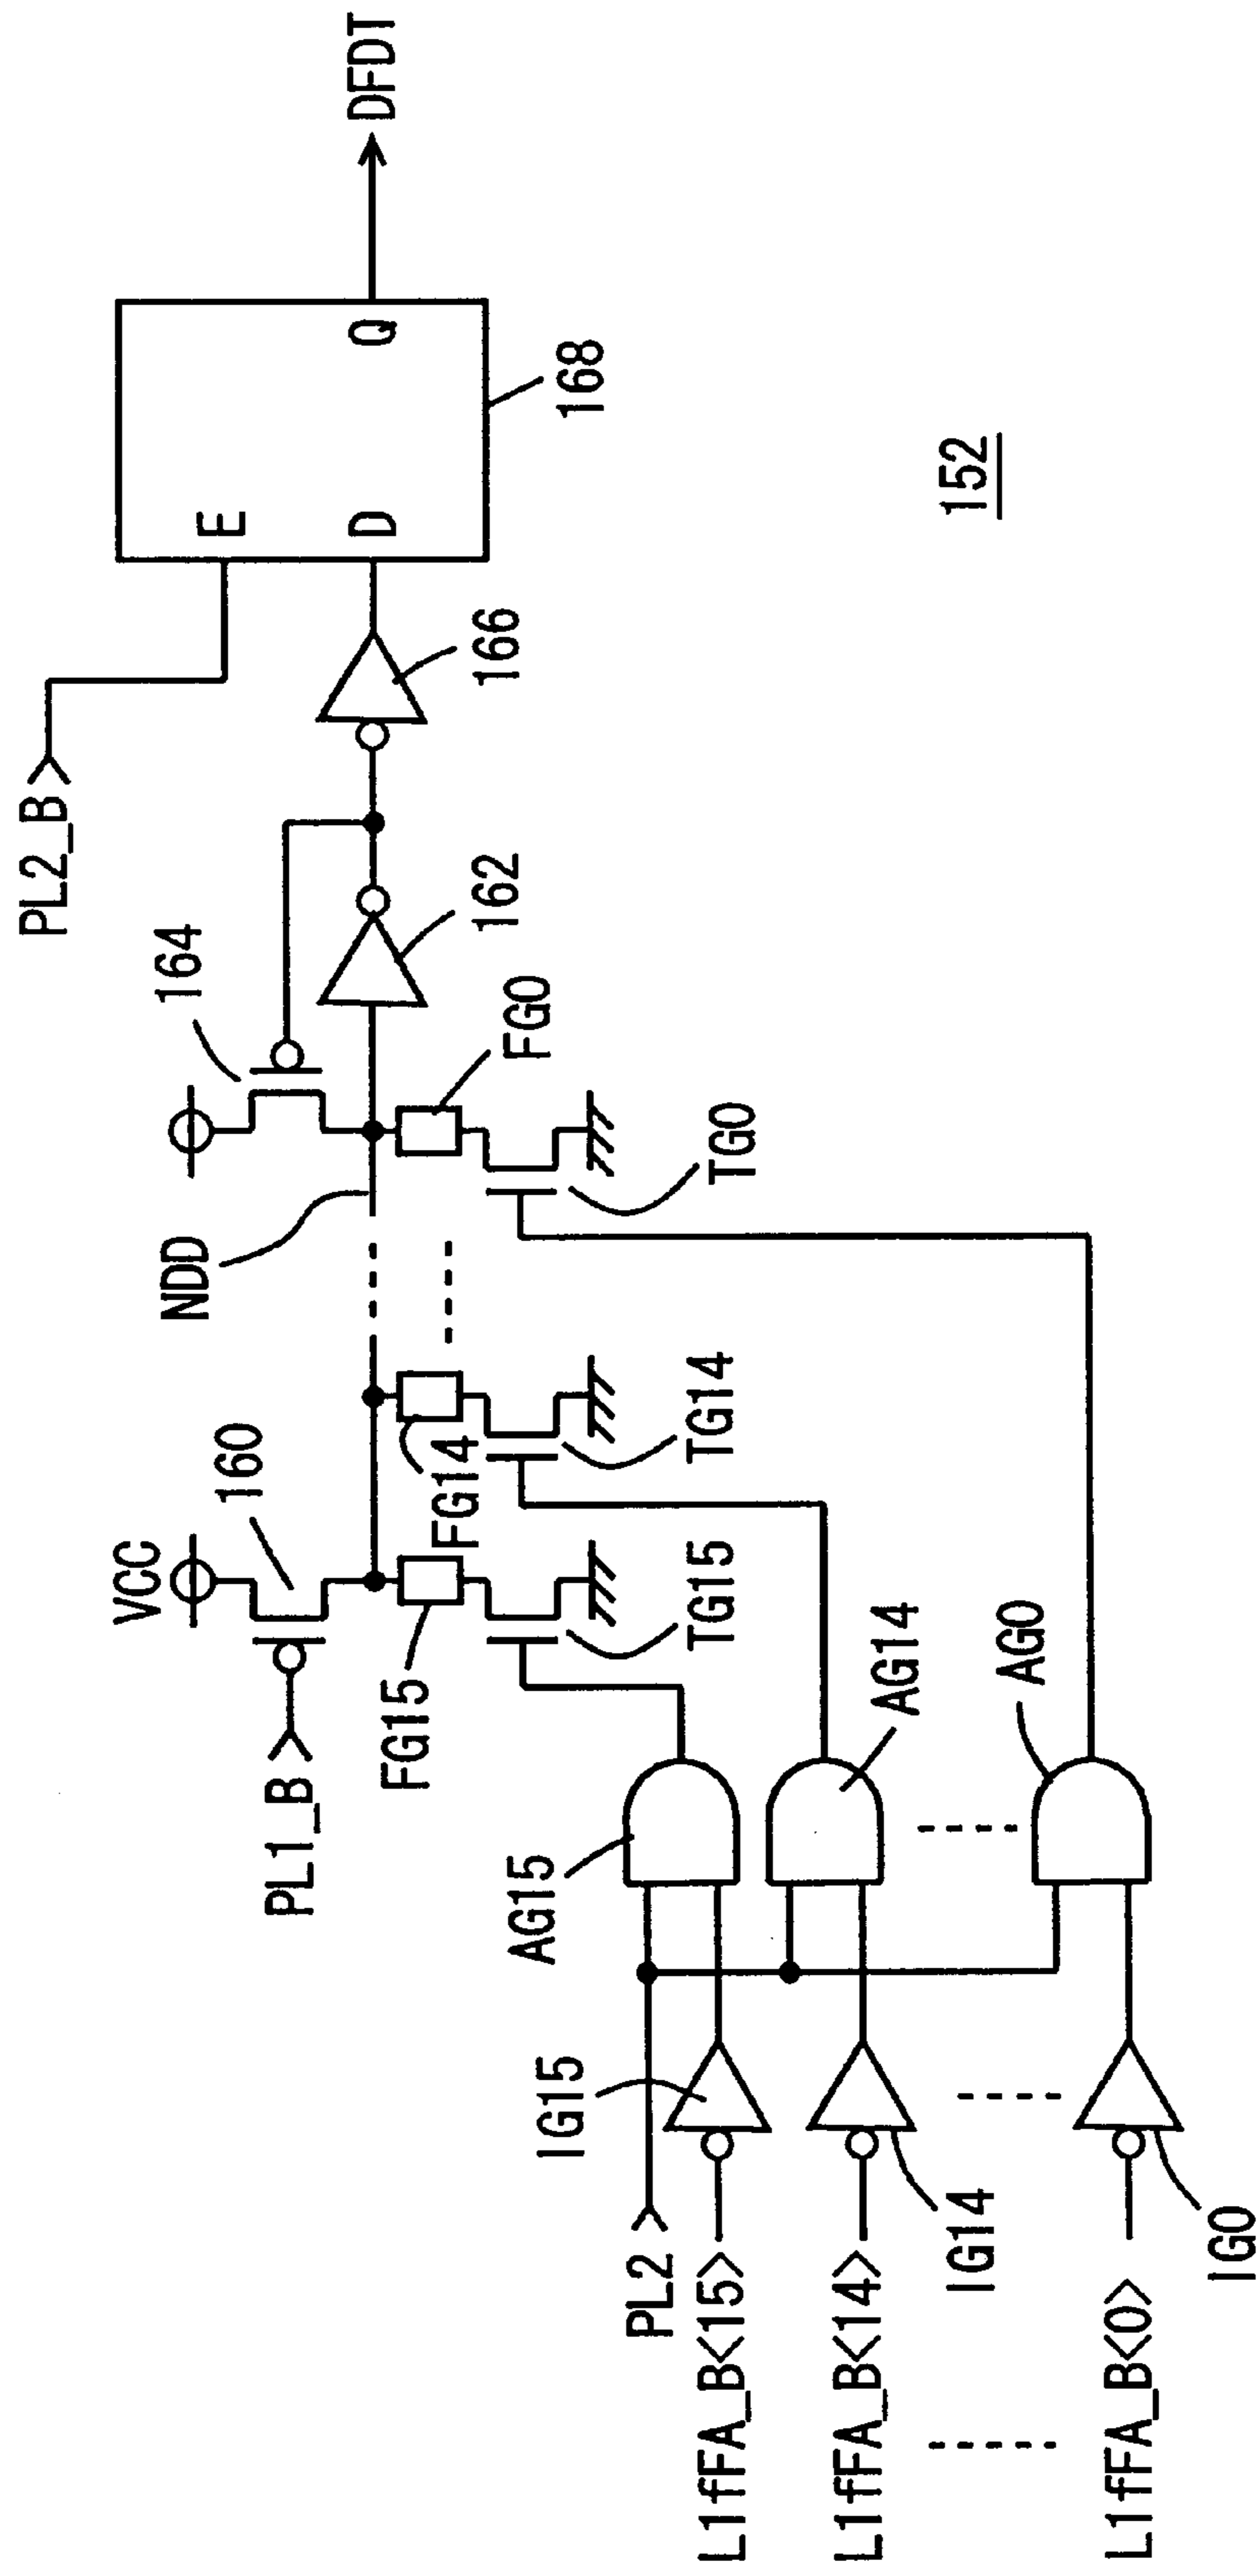 PL2_B
DFDT
E
D
Q
168
166
162
164
NDD
FG0
TG0
VCC
160
PL1_B
FG15
FG14
TG15
TG14
AG15
AG14
AG0
IG15
IG14
IG0
PL2
L1fFA_B<15>
L1fFA_B<14>
L1fFA_B<0>
152